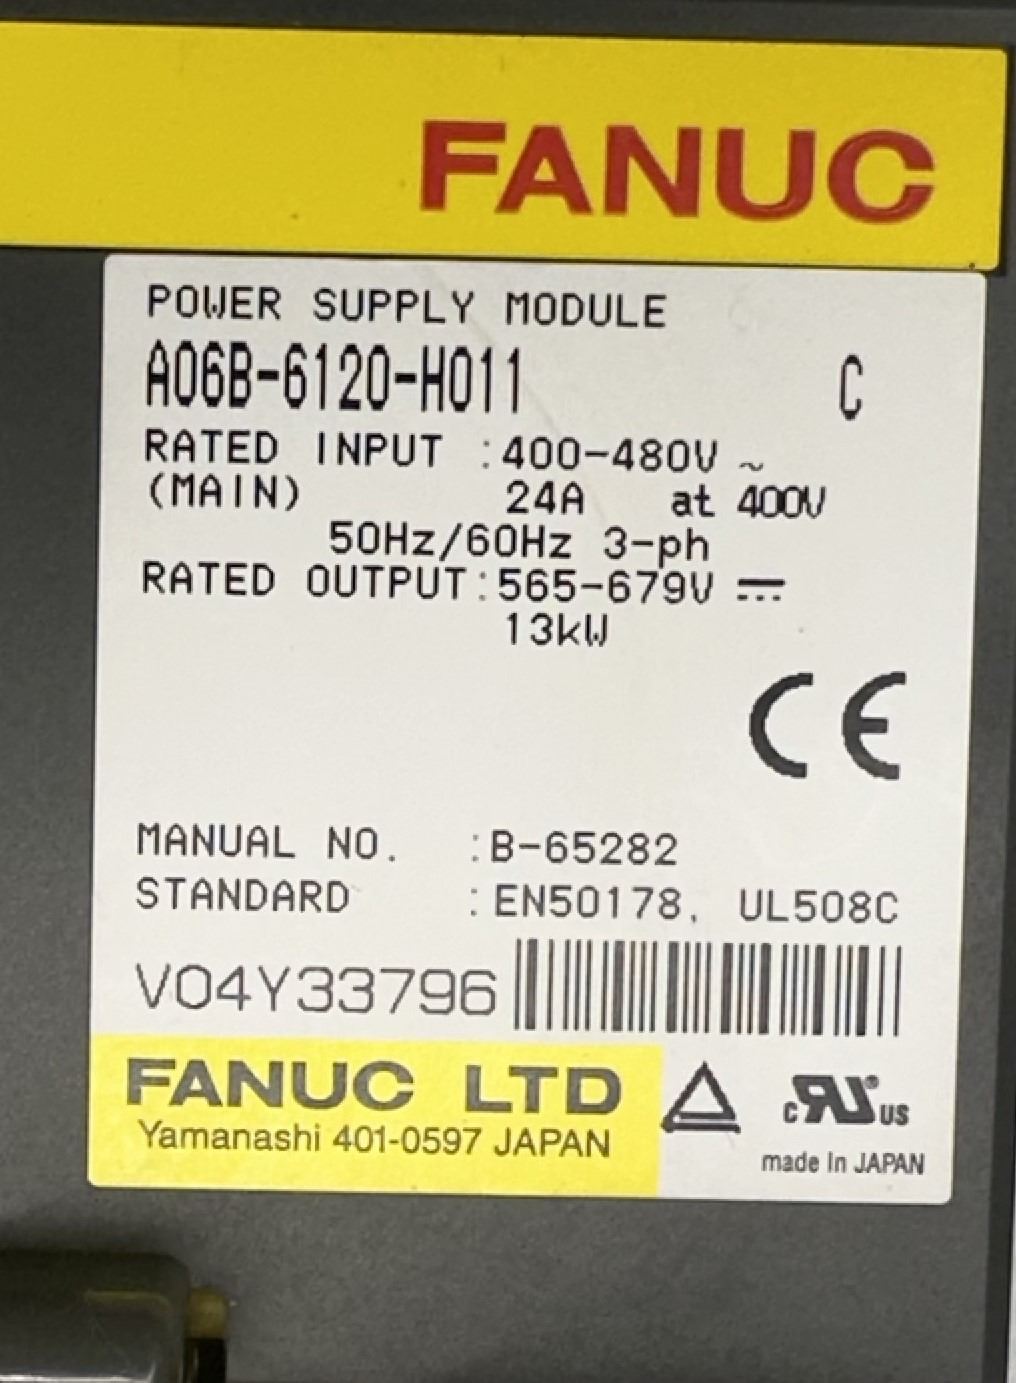 FANUC
POWER SUPPLY MODULE
A06B-6120-H011 C
RATED INPUT :400-480V ~
(MAIN) 24A at 400V
50Hz/60Hz 3-ph
RATED OUTPUT:565-679V ⎓
13kW
CE
MANUAL NO. :B-65282
STANDARD :EN50178, UL508C
V04Y33796
FANUC LTD
Yamanashi 401-0597 JAPAN
c RU US
made in JAPAN